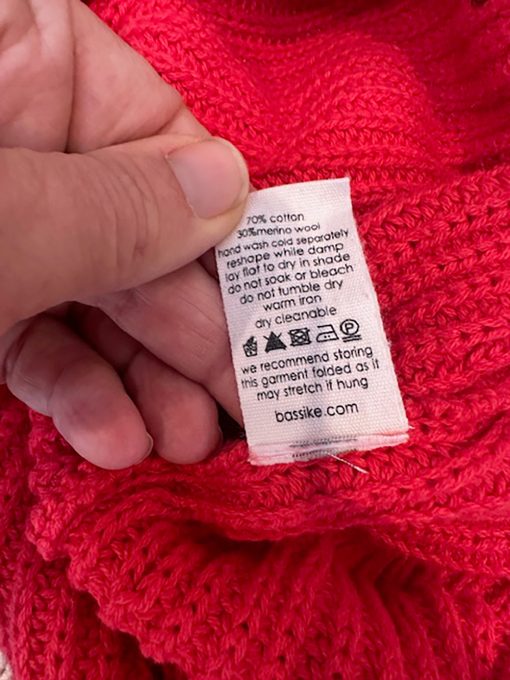 70% cotton
30%merino wool
hand wash cold separately
reshape while damp
lay flat to dry in shade
do not soak or bleach
do not tumble dry
warm iron
dry cleanable
P
we recommend storing
this garment folded as it
may stretch if hung
bassike.com